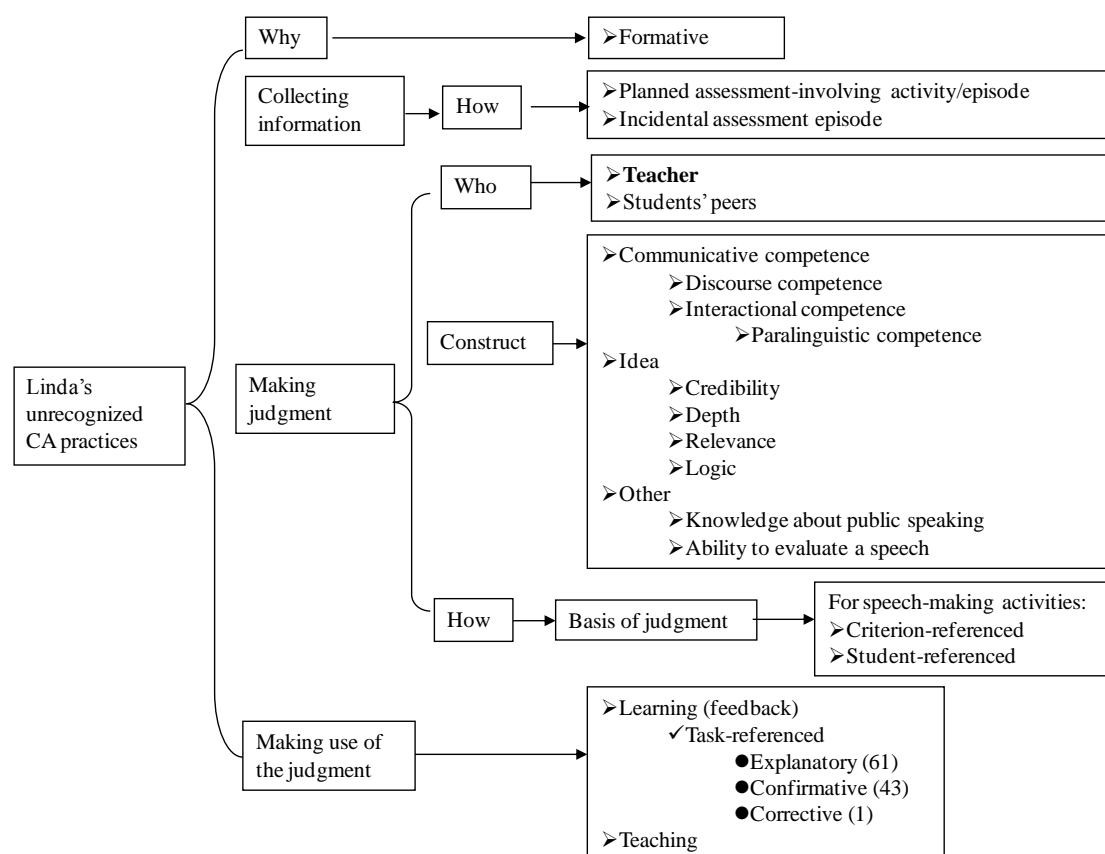 Why
➢Formative
Collecting
information
How
➢Planned assessment-involving activity/episode
➢Incidental assessment episode
Who
➢Teacher
➢Students’ peers
Construct
➢Communicative competence
➢Discourse competence
➢Interactional competence
➢Paralinguistic competence
➢Idea
➢Credibility
➢Depth
➢Relevance
➢Logic
➢Other
➢Knowledge about public speaking
➢Ability to evaluate a speech
Linda’s
unrecognized
CA practices
Making
judgment
How
Basis of judgment
For speech-making activities:
➢Criterion-referenced
➢Student-referenced
Making use of
the judgment
➢Learning (feedback)
✓Task-referenced
●Explanatory (61)
●Confirmative (43)
●Corrective (1)
➢Teaching